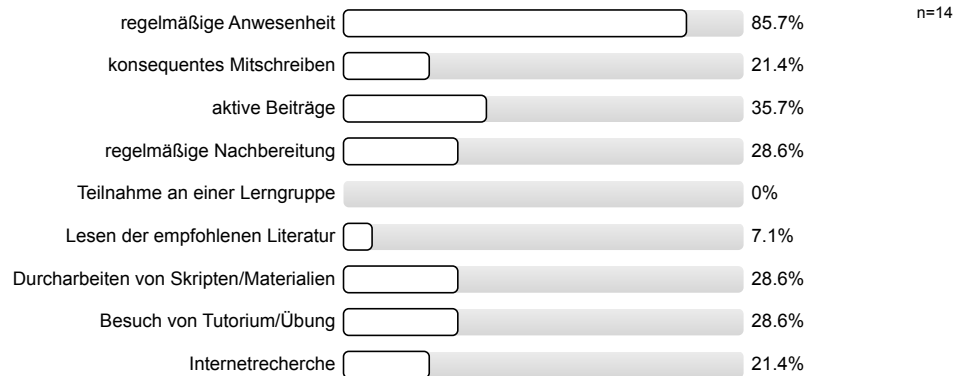 regelmäßige Anwesenheit 85.7% n=14
konsequentes Mitschreiben 21.4%
aktive Beiträge 35.7%
regelmäßige Nachbereitung 28.6%
Teilnahme an einer Lerngruppe 0%
Lesen der empfohlenen Literatur 7.1%
Durcharbeiten von Skripten/Materialien 28.6%
Besuch von Tutorium/Übung 28.6%
Internetrecherche 21.4%